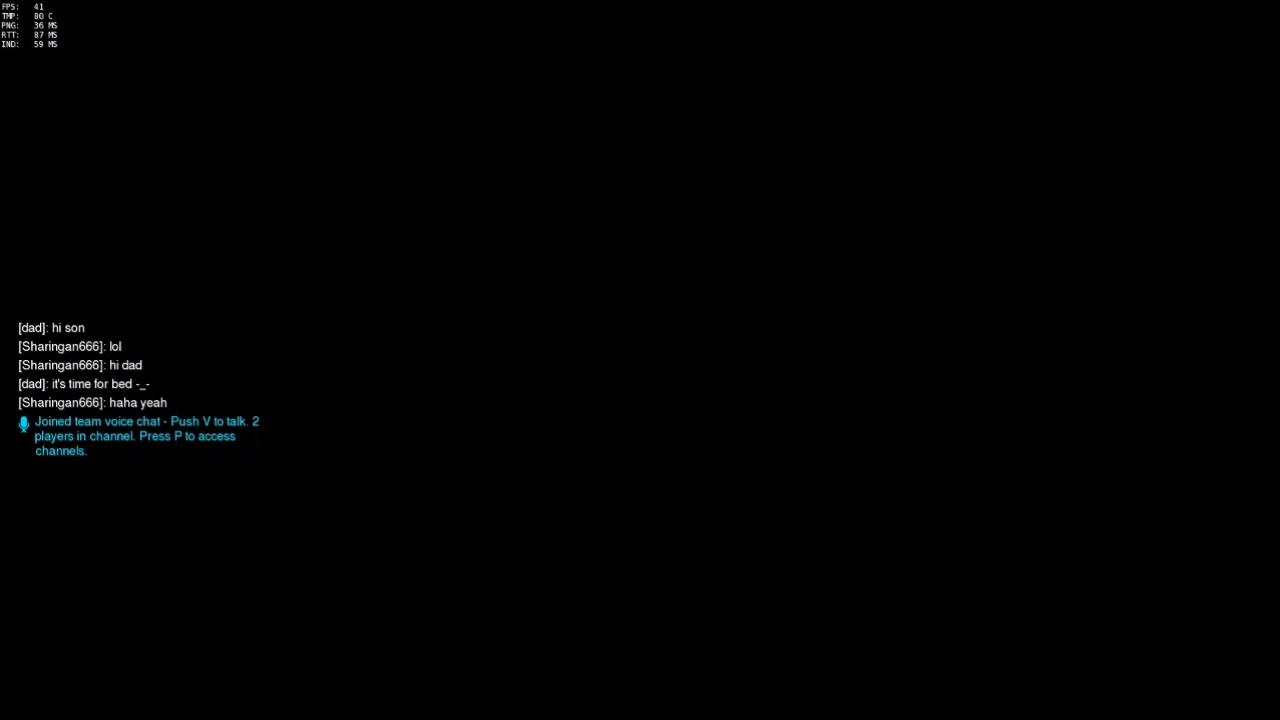 FPS: 41
TMP: 80 C
PNG: 36 MS
RTT: 87 MS
IND: 59 MS
[dad]: hi son
[Sharingan666]: lol
[Sharingan666]: hi dad
[dad]: it's time for bed -_-
[Sharingan666]: haha yeah
Joined team voice chat - Push V to talk. 2
players in channel. Press P to access
channels.